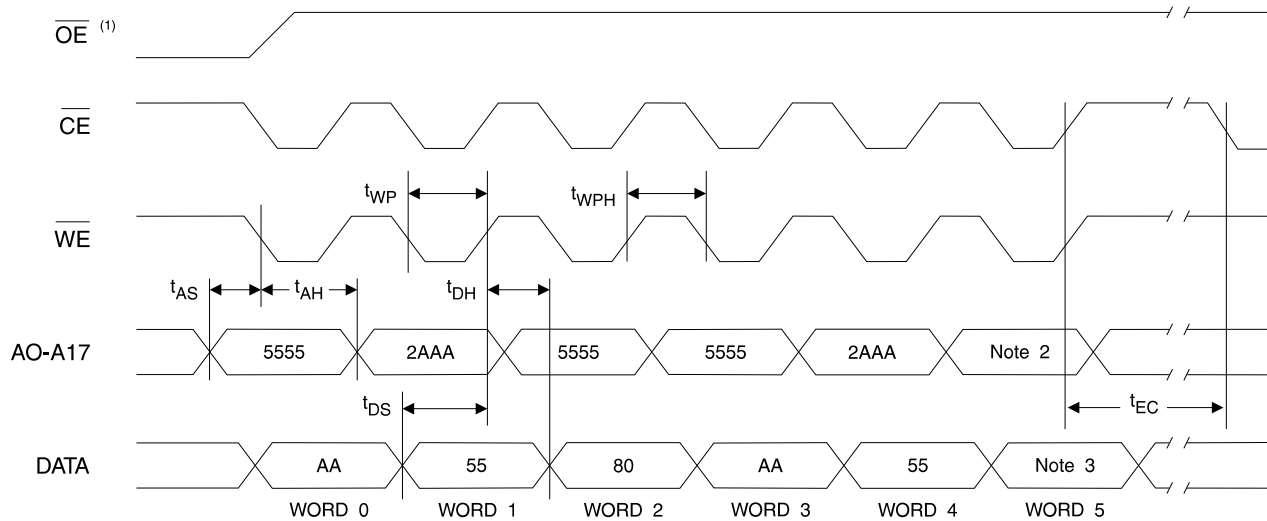 OE (1)
CE
tWP
tWPH
WE
tAS
tAH
tDH
AO-A17
5555
2AAA
5555
5555
2AAA
Note 2
tDS
tEC
DATA
AA
55
80
AA
55
Note 3
WORD 0
WORD 1
WORD 2
WORD 3
WORD 4
WORD 5